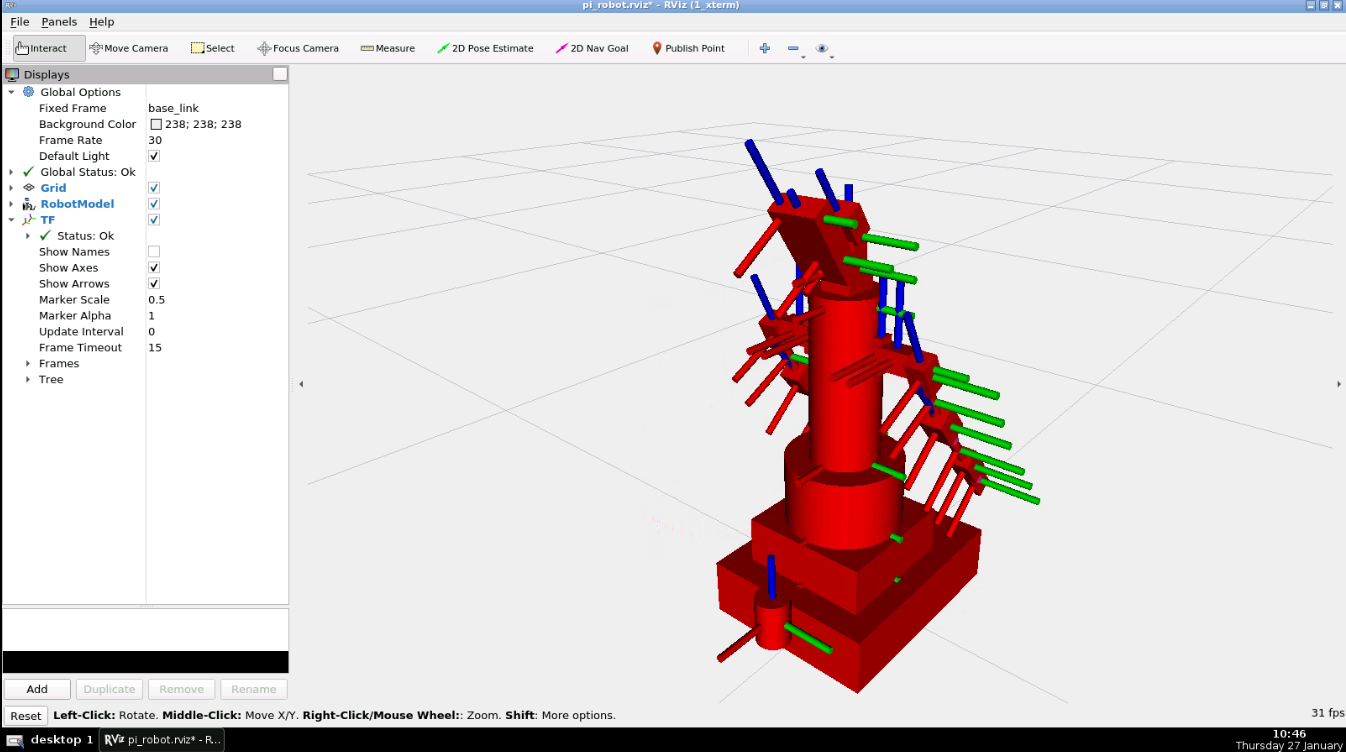 pi_robot.rviz* - RViz (1_xterm)
File Panels Help
Interact Move Camera Select Focus Camera Measure 2D Pose Estimate 2D Nav Goal Publish Point
Displays
Global Options
Fixed Frame base_link
Background Color 238; 238; 238
Frame Rate 30
Default Light
Global Status: Ok
Grid
RobotModel
TF
Status: Ok
Show Names
Show Axes
Show Arrows
Marker Scale 0.5
Marker Alpha 1
Update Interval 0
Frame Timeout 15
Frames
Tree
Add Duplicate Remove Rename
Reset Left-Click: Rotate. Middle-Click: Move X/Y. Right-Click/Mouse Wheel:: Zoom. Shift: More options. 31 fps
desktop 1 RViz pi_robot.rviz* - R... 10:46
Thursday 27 January